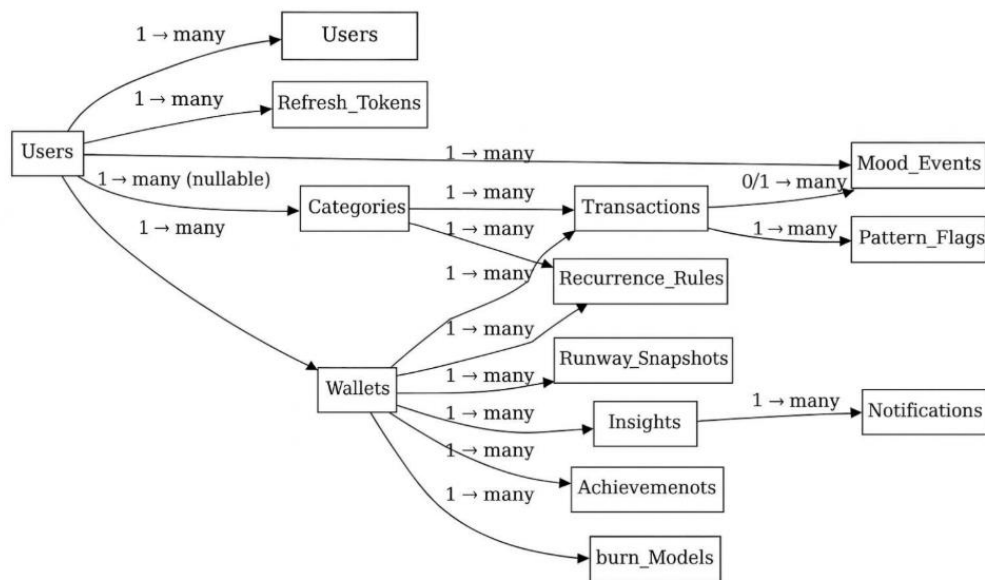 1 → many
Users
1 → many
Refresh_Tokens
Users
1 → many
Mood_Events
1 → many (nullable)
1 → many
0/1 → many
Categories
Transactions
1 → many
1 → many
1 → many
Pattern_Flags
1 → many
Recurrence_Rules
1 → many
Runway_Snapshots
Wallets
1 → many
1 → many
1 → many
Insights
Notifications
1 → many
Achievemenots
1 → many
burn_Models